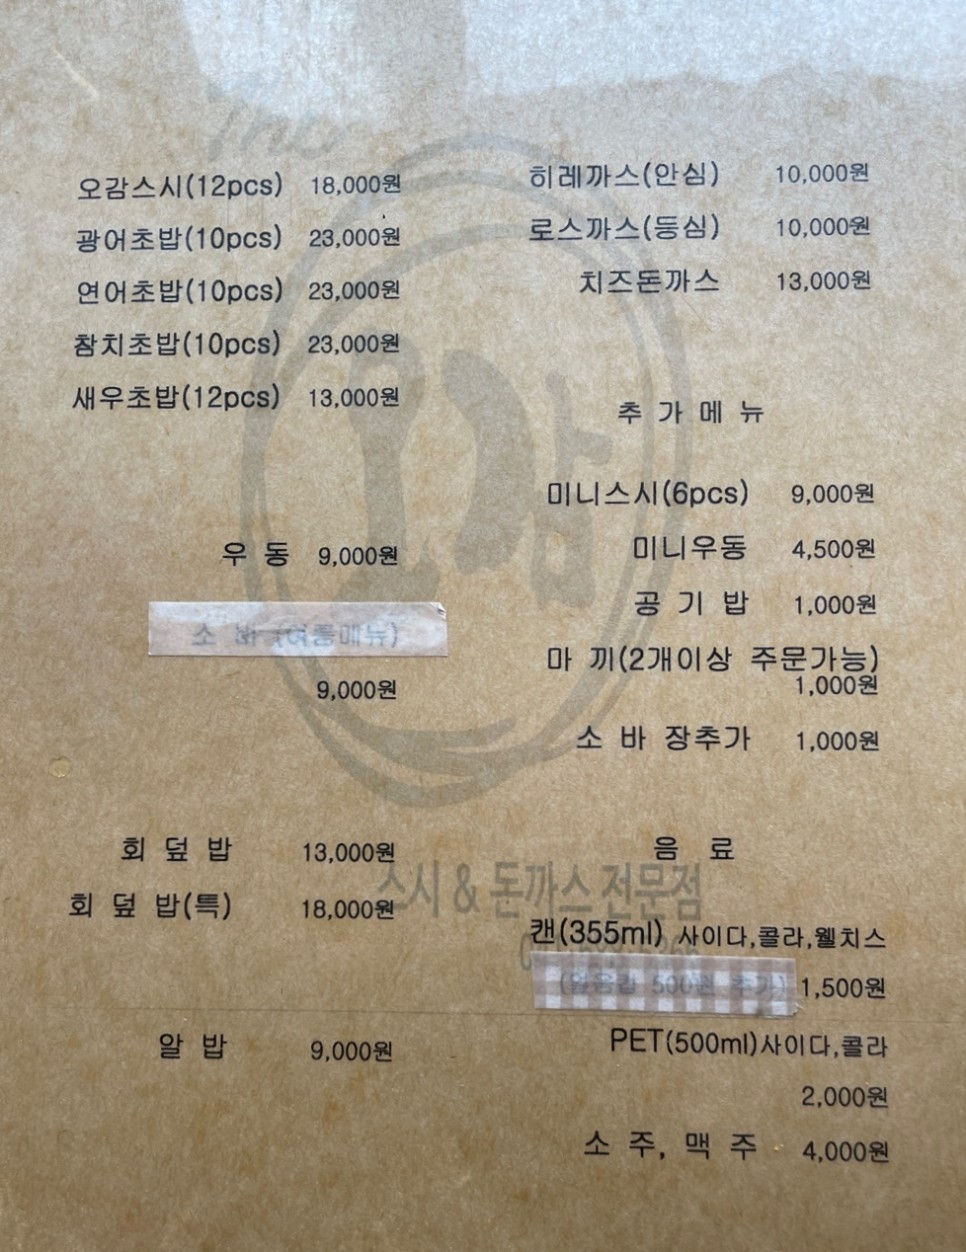 오감스시(12pcs) 18,000원
광어초밥(10pcs) 23,000원
연어초밥(10pcs) 23,000원
참치초밥(10pcs) 23,000원
새우초밥(12pcs) 13,000원
우 동 9,000원
소 바
9,000원
회 덮 밥 13,000원
회 덮 밥(특) 18,000원
알 밥 9,000원
히레까스(안심) 10,000원
로스까스(등심) 10,000원
치즈돈까스 13,000원
추 가 메 뉴
미니스시(6pcs) 9,000원
미니우동 4,500원
공 기 밥 1,000원
마 끼(2개이상 주문가능)
1,000원
소 바 장추가 1,000원
음 료
캔(355ml) 사이다,콜라,웰치스
500원 추가) 1,500원
PET(500ml)사이다,콜라
2,000원
소 주, 맥 주 4,000원
오감
스시 & 돈까스 전문점